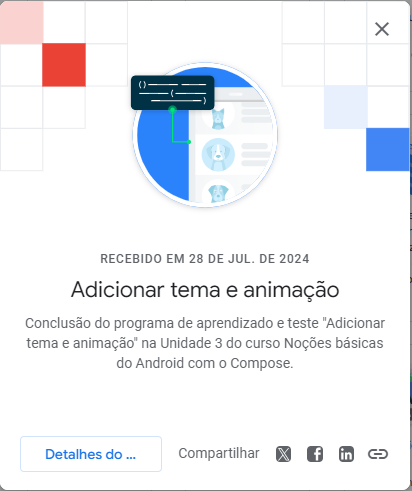 RECEBIDO EM 28 DE JUL. DE 2024
Adicionar tema e animação
Conclusão do programa de aprendizado e teste "Adicionar
tema e animação" na Unidade 3 do curso Noções básicas
do Android com o Compose.
Detalhes do ...
Compartilhar